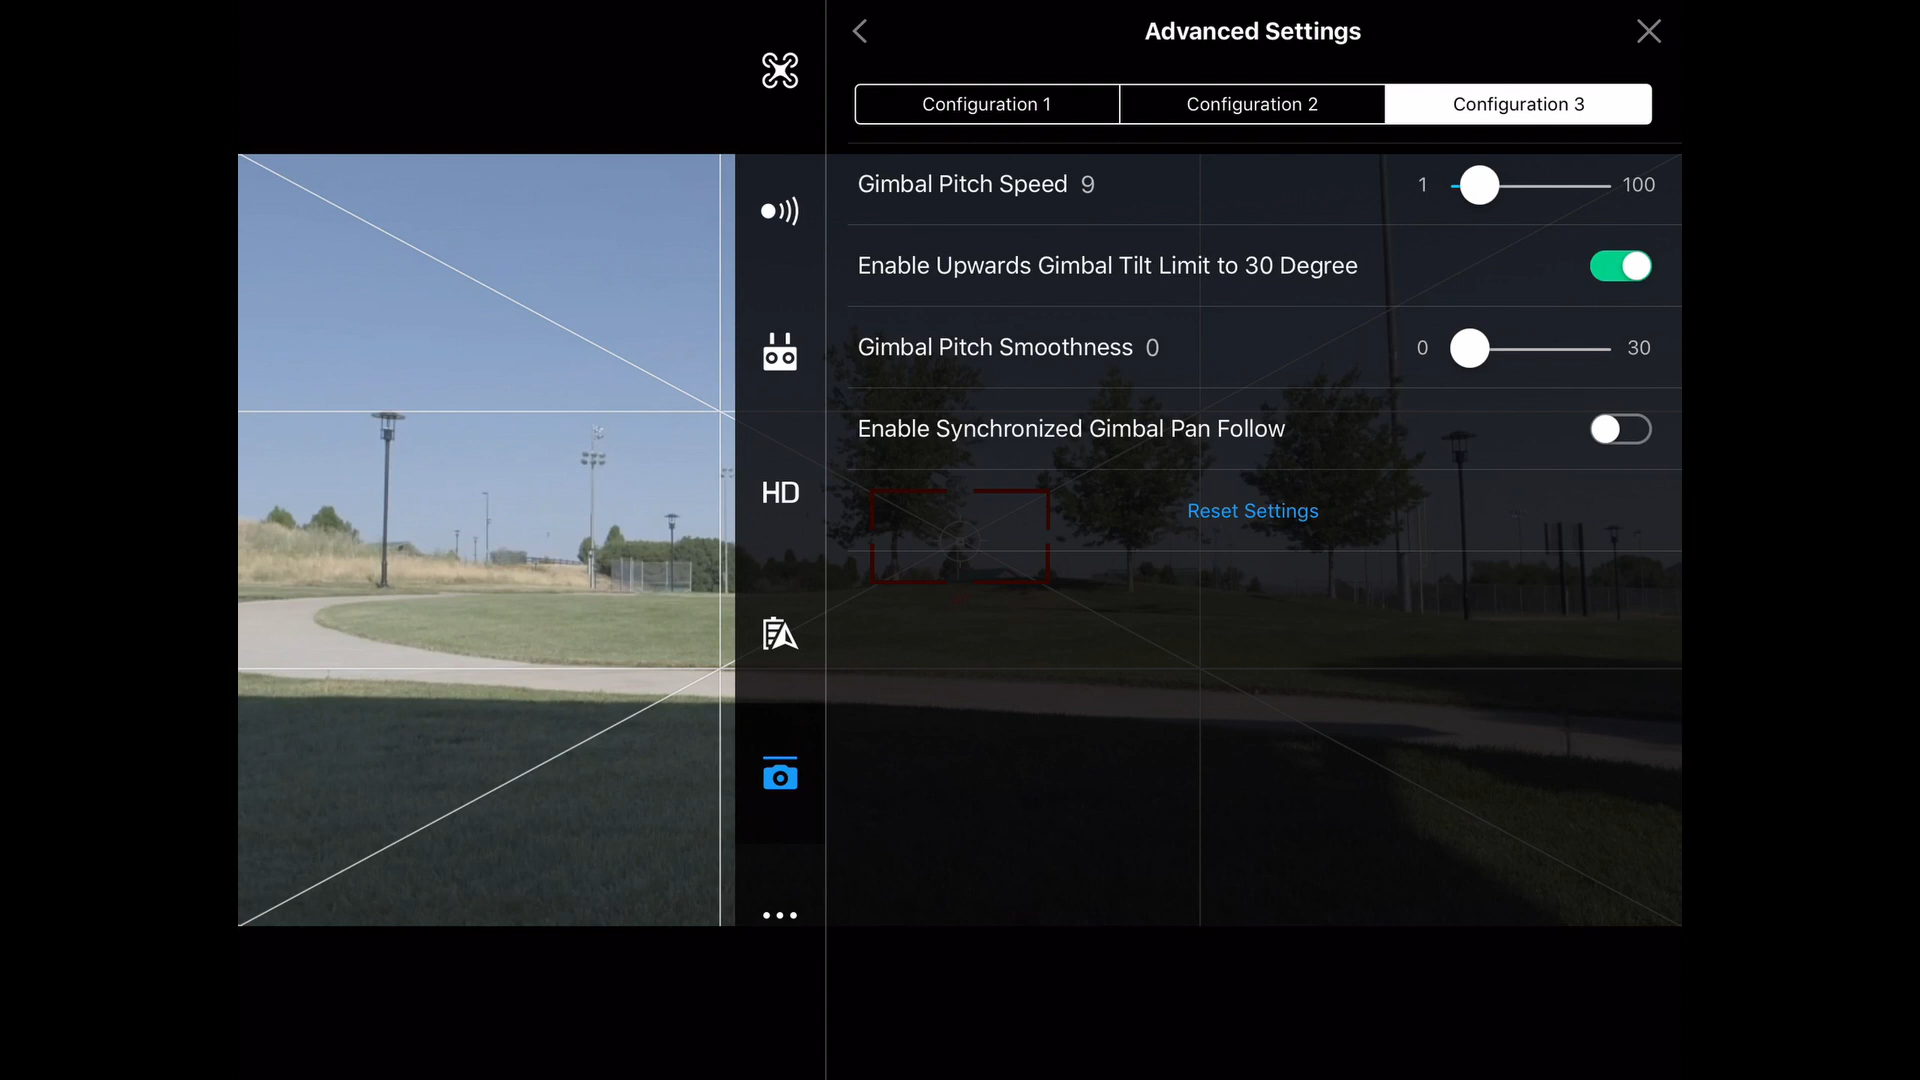 Advanced Settings
Configuration 1 Configuration 2 Configuration 3
Gimbal Pitch Speed 9 1 100
Enable Upwards Gimbal Tilt Limit to 30 Degree
Gimbal Pitch Smoothness 0 0 30
Enable Synchronized Gimbal Pan Follow
HD
Reset Settings